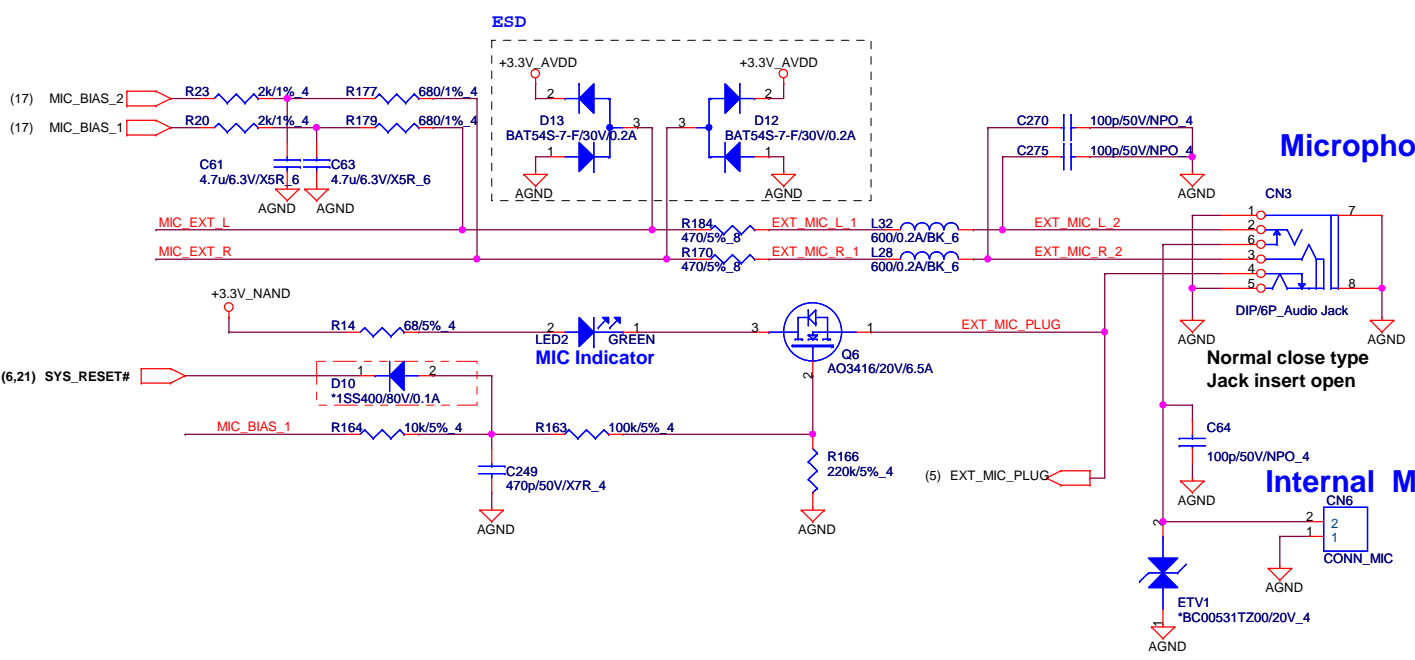 ESD
+3.3V_AVDD
+3.3V_AVDD
(17) MIC_BIAS_2
R23
2k/1%_4
R177
680/1%_4
2
2
(17) MIC_BIAS_1
R20
2k/1%_4
R179
680/1%_4
D13
3
3
D12
BAT54S-7-F/30V/0.2A
BAT54S-7-F/30V/0.2A
1
1
C270
100p/50V/NPO_4
C275
100p/50V/NPO_4
Micropho
C61
4.7u/6.3V/X5R_6
C63
4.7u/6.3V/X5R_6
AGND
AGND
AGND
AGND
AGND
CN3
MIC_EXT_L
R184
470/5%_8
EXT_MIC_L_1
L32
600/0.2A/BK_6
EXT_MIC_L_2
MIC_EXT_R
R170
470/5%_8
EXT_MIC_R_1
L28
600/0.2A/BK_6
EXT_MIC_R_2
1
2
6
3
4
5
7
8
DIP/6P_Audio Jack
AGND
AGND
Normal close type
Jack insert open
+3.3V_NAND
R14
68/5%_4
2
1
LED2
GREEN
MIC Indicator
3
1
2
Q6
AO3416/20V/6.5A
EXT_MIC_PLUG
(6,21) SYS_RESET#
1
2
D10
*1SS400/80V/0.1A
MIC_BIAS_1
R164
10k/5%_4
R163
100k/5%_4
C249
470p/50V/X7R_4
AGND
R166
220k/5%_4
AGND
(5) EXT_MIC_PLUG
C64
100p/50V/NPO_4
AGND
Internal M
CN6
2
1
2
1
CONN_MIC
AGND
2
1
ETV1
*BC00531TZ00/20V_4
AGND